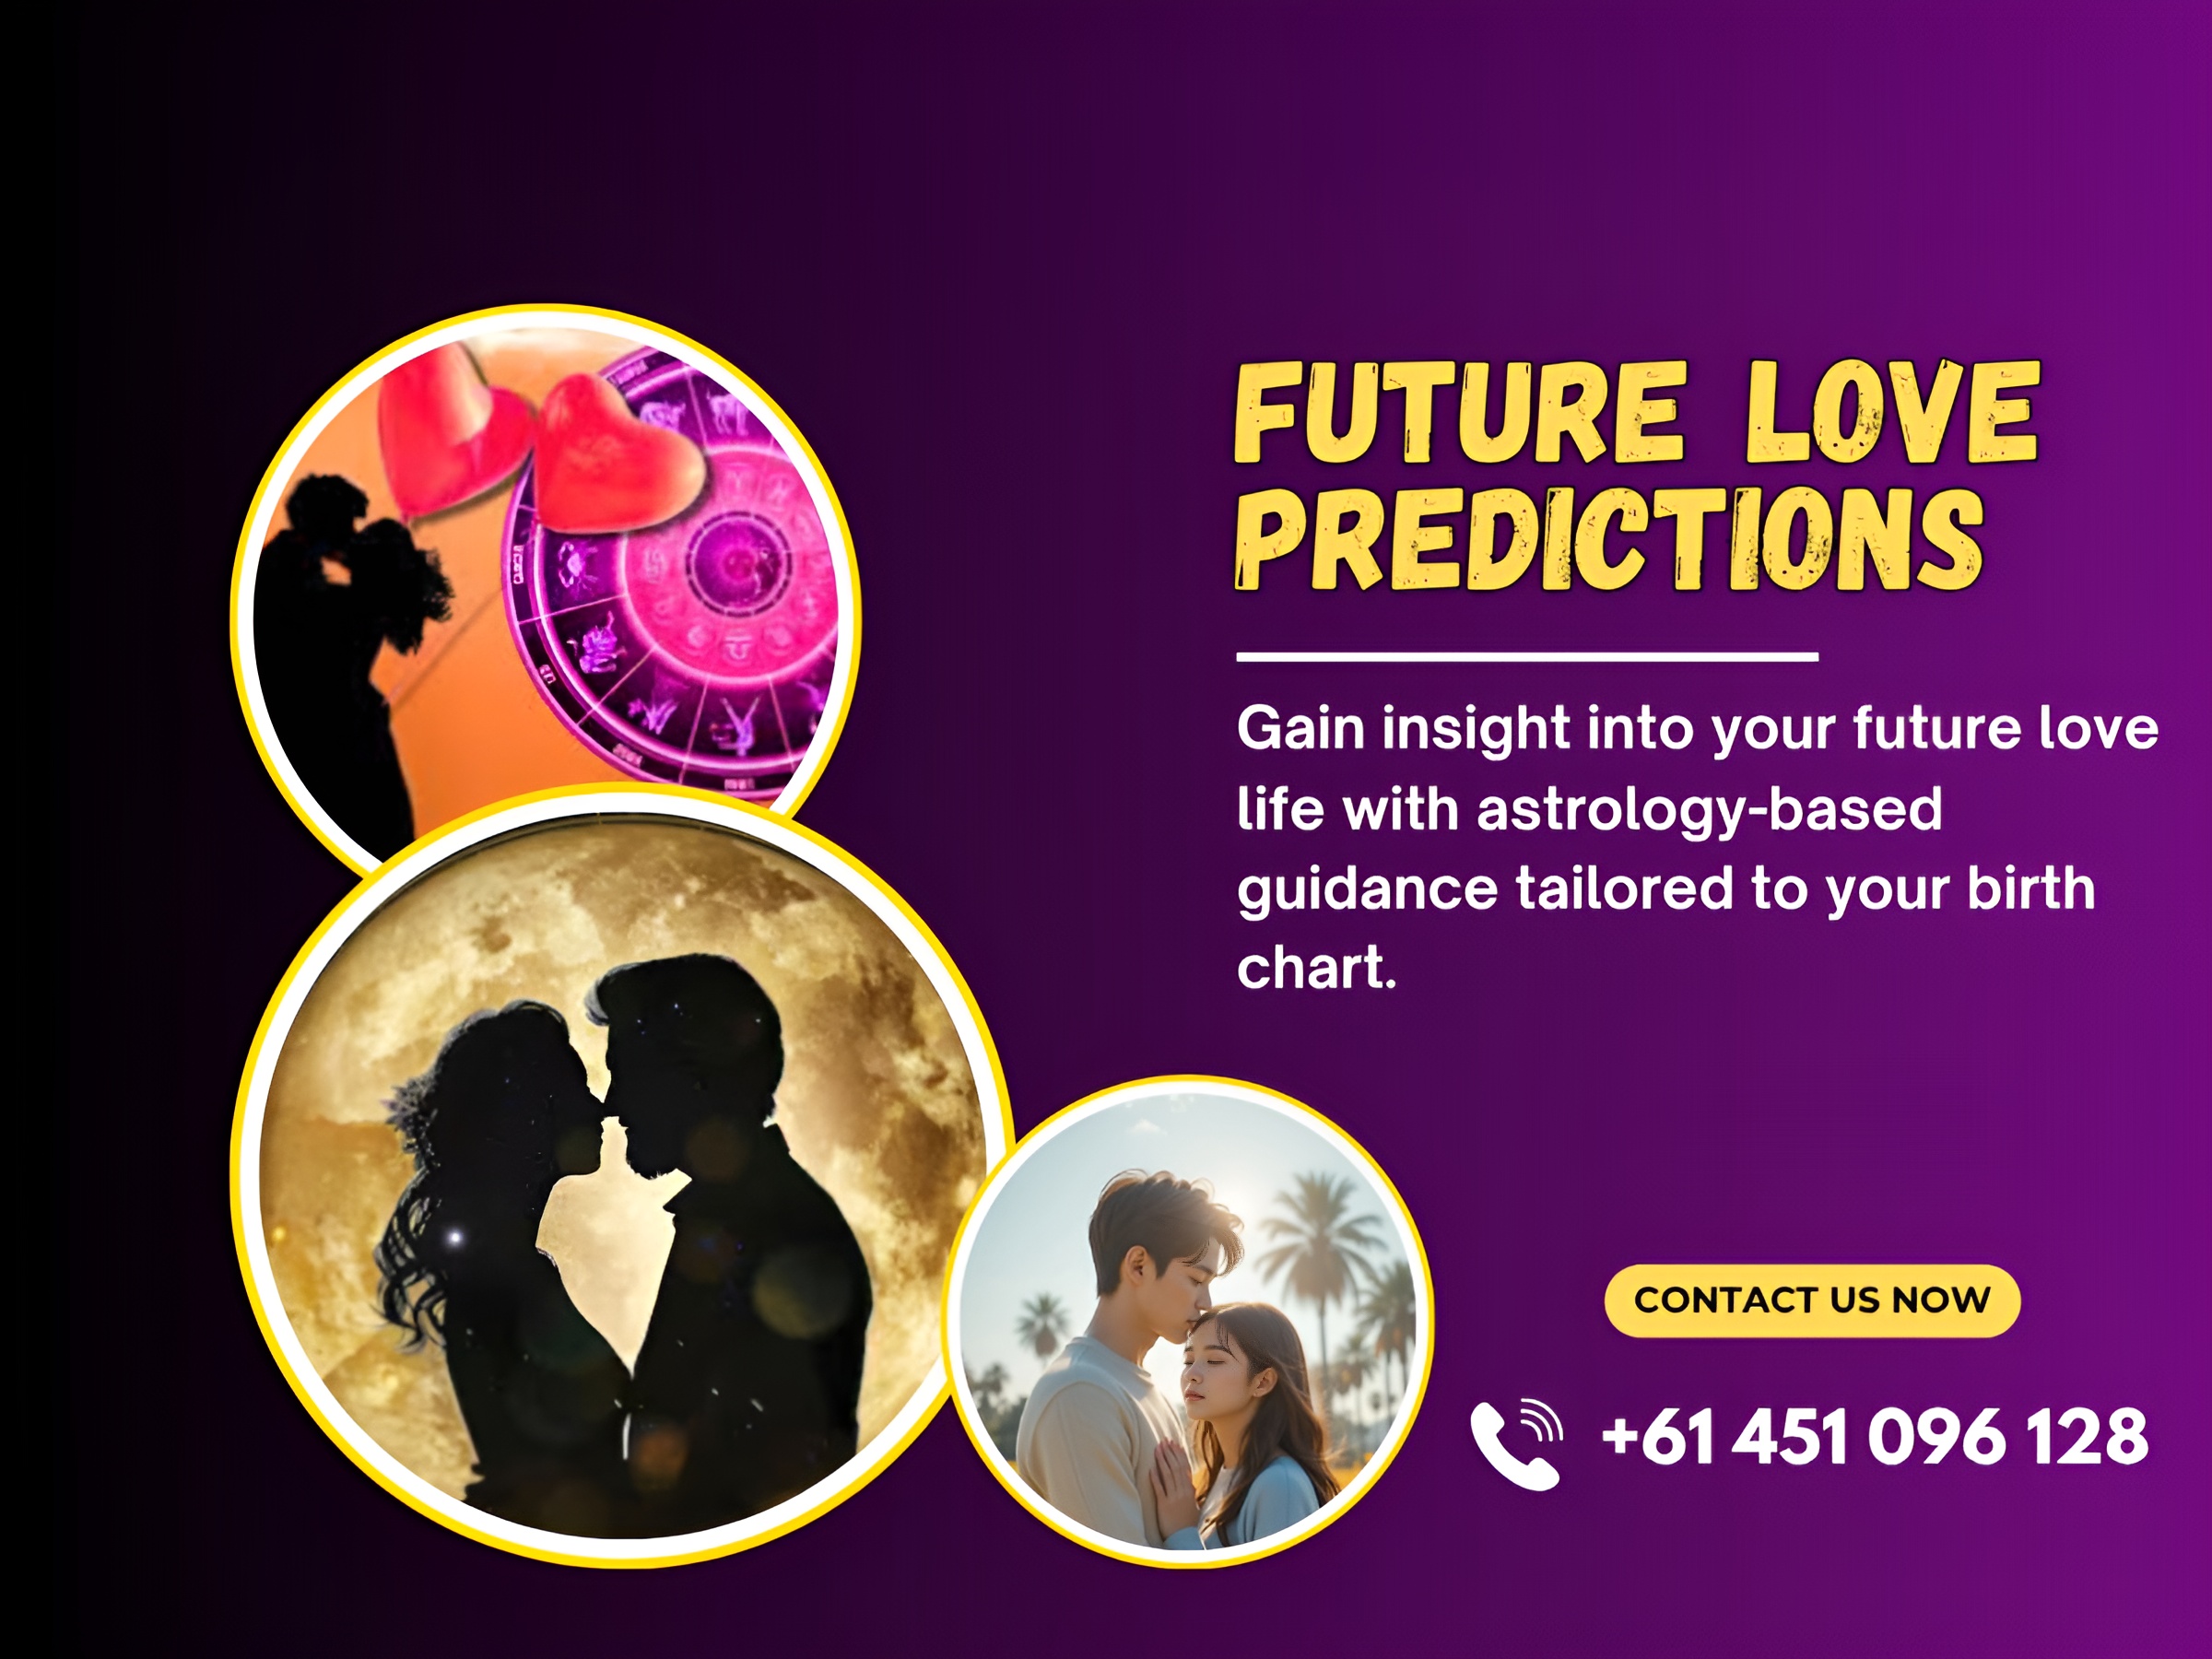 FUTURE LOVE
PREDICTIONS
Gain insight into your future love
life with astrology-based
guidance tailored to your birth
chart.
CONTACT US NOW
+61 451 096 128